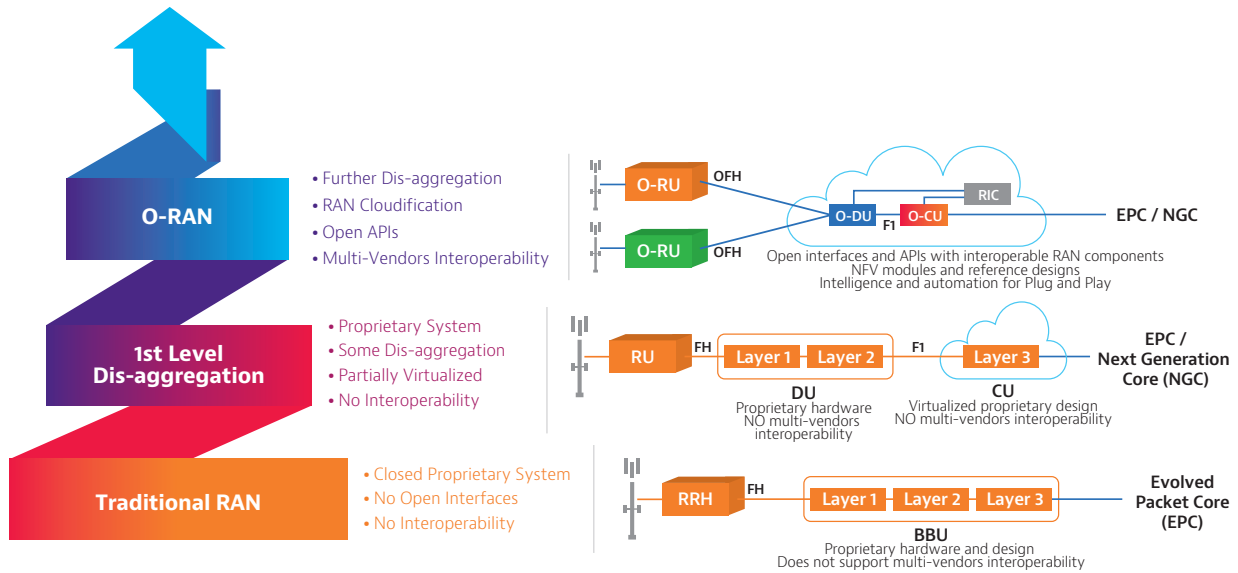 O-RAN
• Further Dis-aggregation
• RAN Cloudification
• Open APIs
• Multi-Vendors Interoperability
O-RU
OFH
O-RU
OFH
RIC
O-DU
F1
O-CU
EPC / NGC
Open interfaces and APIs with interoperable RAN components
NFV modules and reference designs
Intelligence and automation for Plug and Play
1st Level
Dis-aggregation
• Proprietary System
• Some Dis-aggregation
• Partially Virtualized
• No Interoperability
RU
FH
Layer 1
Layer 2
DU
Proprietary hardware
NO multi-vendors
interoperability
F1
Layer 3
CU
Virtualized proprietary design
NO multi-vendors interoperability
EPC /
Next Generation
Core (NGC)
Traditional RAN
• Closed Proprietary System
• No Open Interfaces
• No Interoperability
RRH
FH
Layer 1
Layer 2
Layer 3
BBU
Proprietary hardware and design
Does not support multi-vendors interoperability
Evolved
Packet Core
(EPC)